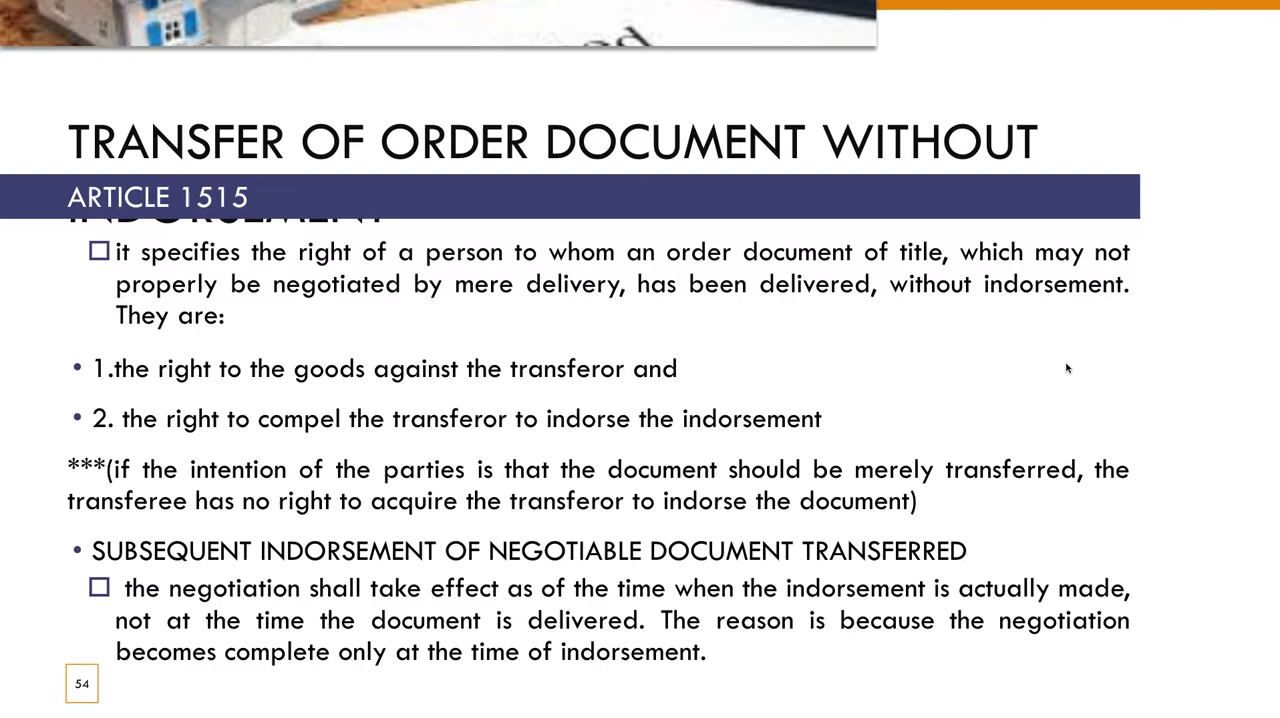 TRANSFER OF ORDER DOCUMENT WITHOUT
ARTICLE 1515
INDORSEMENT
it specifies the right of a person to whom an order document of title, which may not
properly be negotiated by mere delivery, has been delivered, without indorsement.
They are:
• 1.the right to the goods against the transferor and
• 2. the right to compel the transferor to indorse the indorsement
***(if the intention of the parties is that the document should be merely transferred, the
transferee has no right to acquire the transferor to indorse the document)
• SUBSEQUENT INDORSEMENT OF NEGOTIABLE DOCUMENT TRANSFERRED
the negotiation shall take effect as of the time when the indorsement is actually made,
not at the time the document is delivered. The reason is because the negotiation
becomes complete only at the time of indorsement.
54